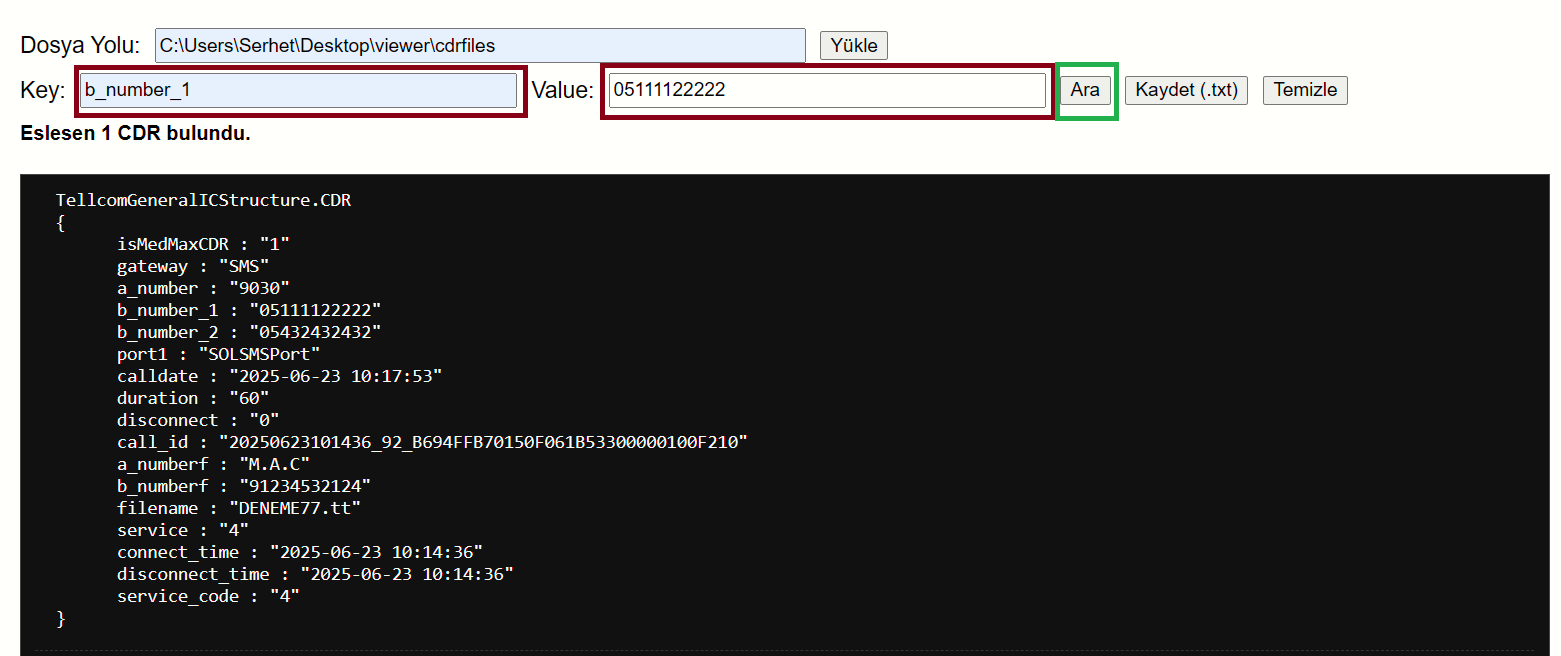 Dosya Yolu: C:\Users\Serhet\Desktop\viewer\cdrfiles Yükle
Key: b_number_1 Value: 05111122222 Ara Kaydet (.txt) Temizle
Eslesen 1 CDR bulundu.
TellcomGeneralICStructure.CDR
{
isMedMaxCDR : "1"
gateway : "SMS"
a_number : "9030"
b_number_1 : "05111122222"
b_number_2 : "05432432432"
port1 : "SOLSMSPort"
calldate : "2025-06-23 10:17:53"
duration : "60"
disconnect : "0"
call_id : "20250623101436_92_B694FFB70150F061B53300000100F210"
a_numberf : "M.A.C"
b_numberf : "91234532124"
filename : "DENEME77.tt"
service : "4"
connect_time : "2025-06-23 10:14:36"
disconnect_time : "2025-06-23 10:14:36"
service_code : "4"
}